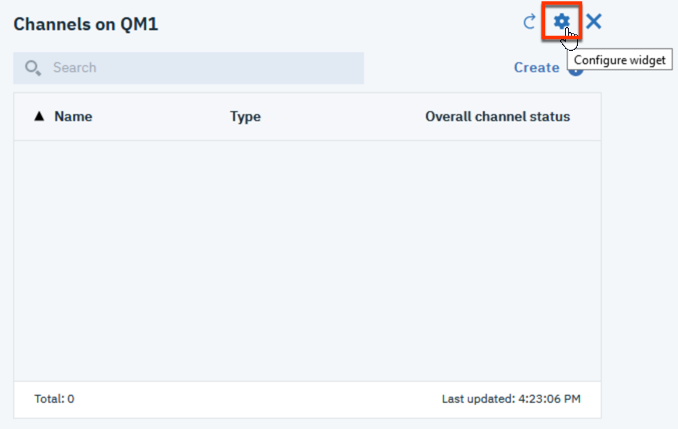 Channels on QM1
Configure widget
Search
Create
Name Type Overall channel status
Total: 0 Last updated: 4:23:06 PM